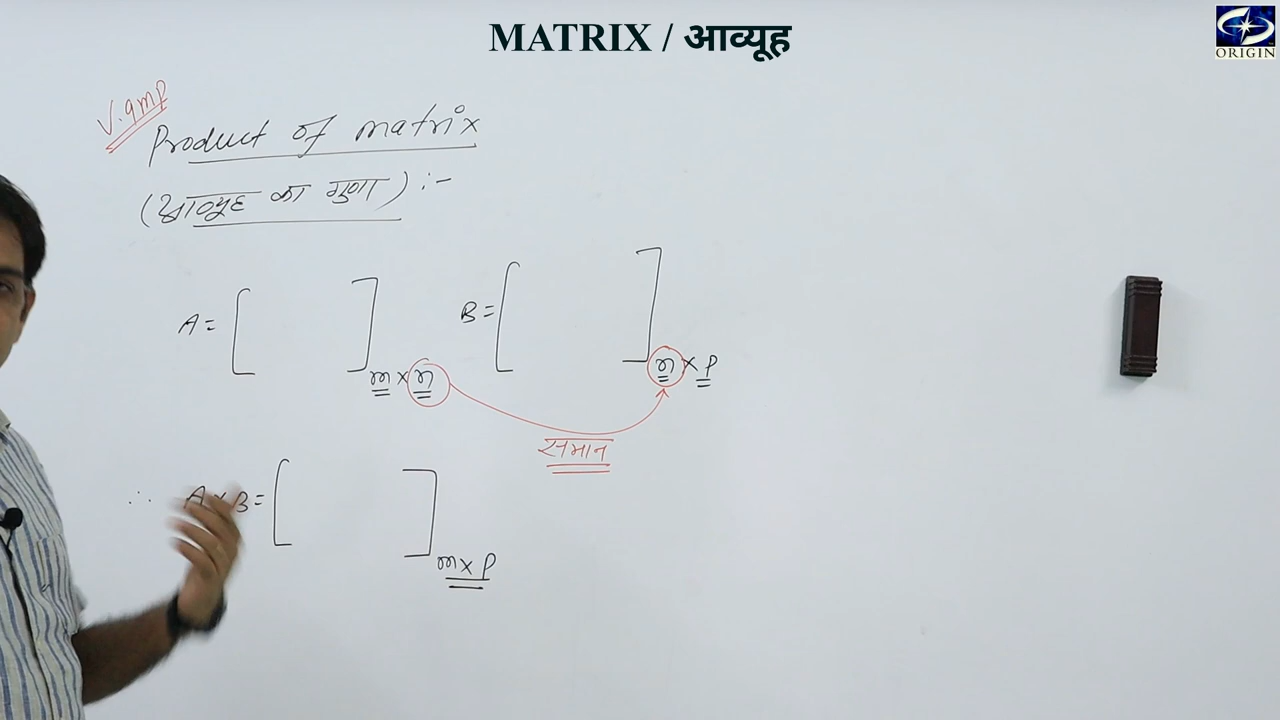 MATRIX / आव्यूह
ORIGIN
V.Imp
Product of matrix
(आव्यूह का गुणा) :-
A = [ ] m × n
B = [ ] n × p
समान
∴ A × B = [ ] m × p